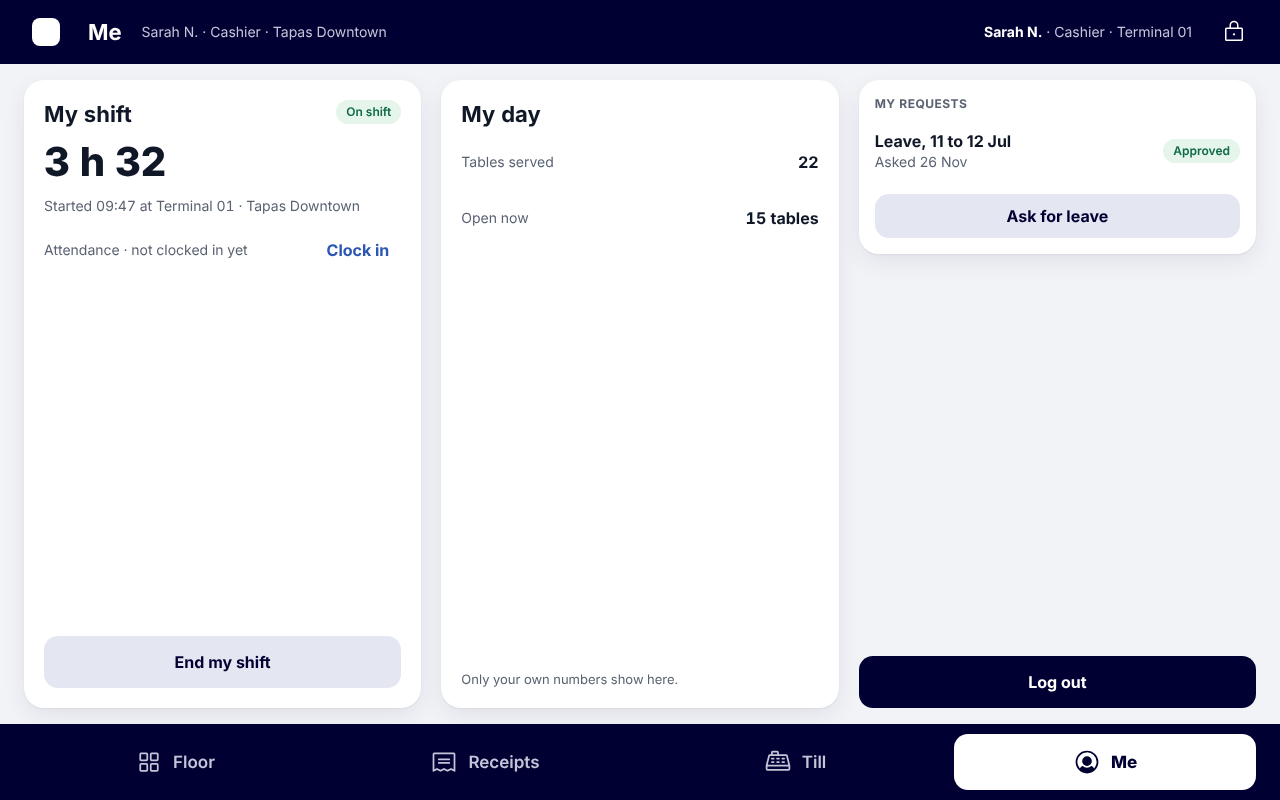 Me
Sarah N. · Cashier · Tapas Downtown
Sarah N. · Cashier · Terminal 01
My shift
On shift
3 h 32
Started 09:47 at Terminal 01 · Tapas Downtown
Attendance · not clocked in yet
Clock in
End my shift
My day
Tables served 22
Open now 15 tables
Only your own numbers show here.
MY REQUESTS
Leave, 11 to 12 Jul
Asked 26 Nov
Approved
Ask for leave
Log out
Floor
Receipts
Till
Me